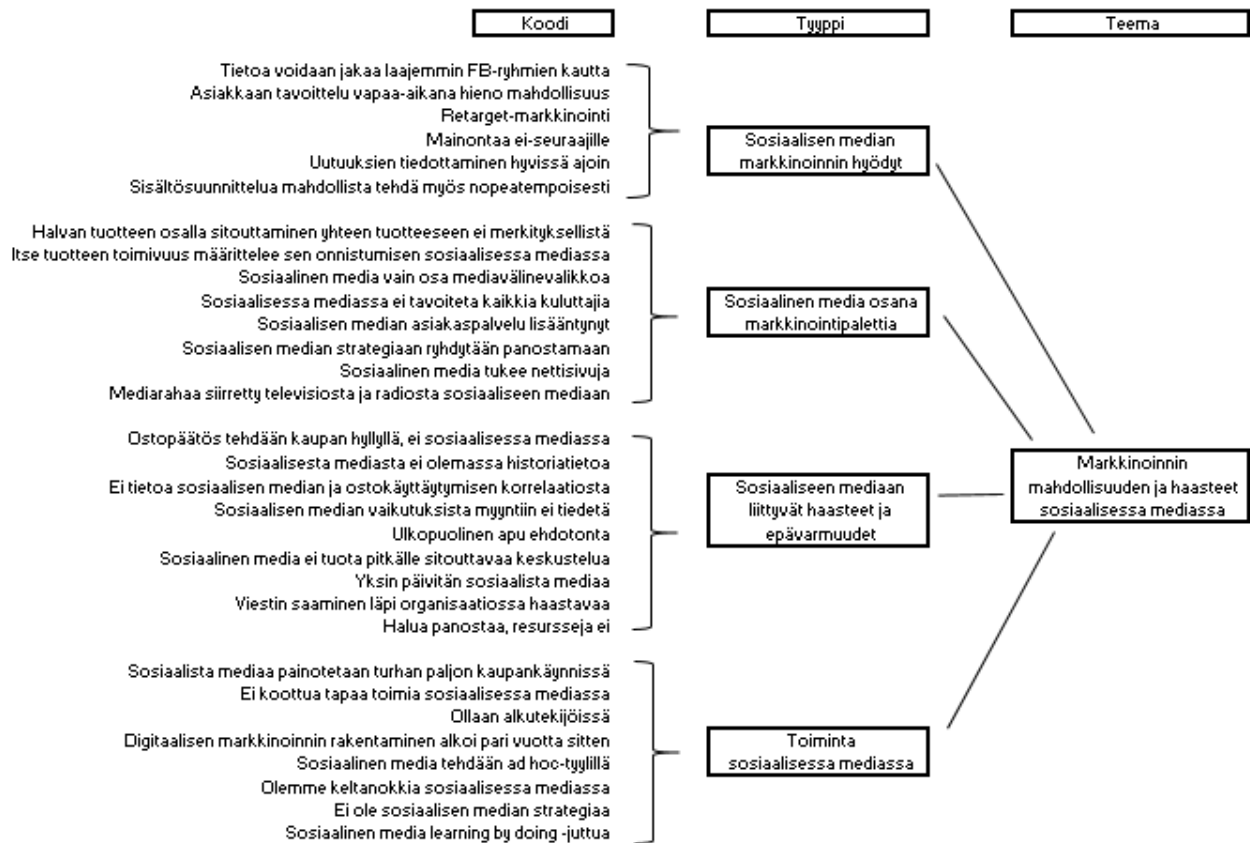 Koodi
Tyyppi
Teema
Tietoa voidaan jakaa laajemmin FB-ryhmien kautta
Asiakkaan tavoittelu vapaa-aikana hieno mahdollisuus
Retarget-markkinointi
Mainontaa ei-seuraajille
Uutuuksien tiedottaminen hyvissä ajoin
Sisältösuunnittelua mahdollista tehdä myös nopeatempoisesti
Sosiaalisen median
markkinoinnin hyödyt
Halvan tuotteen osalla sitouttaminen yhteen tuotteeseen ei merkityksellistä
Itse tuotteen toimivuus määrittelee sen onnistumisen sosiaalisessa mediassa
Sosiaalinen media vain osa mediavälinevalikkoa
Sosiaalisessa mediassa ei tavoiteta kaikkia kuluttajia
Sosiaalisen median asiakaspalvelu lisääntynyt
Sosiaalisen median strategiaan ryhdytään panostamaan
Sosiaalinen media tukee nettisivuja
Mediarahaa siirretty televisiosta ja radiosta sosiaaliseen mediaan
Sosiaalinen media osana
markkinointipalettia
Ostopäätös tehdään kaupan hyllyllä, ei sosiaalisessa mediassa
Sosiaalisesta mediasta ei olemassa historiatietoa
Ei tietoa sosiaalisen median ja ostokäyttäytymisen korrelaatiosta
Sosiaalisen median vaikutuksista myyntiin ei tiedetä
Ulkopuolinen apu ehdotonta
Sosiaalinen media ei tuota pitkälle sitouttavaa keskustelua
Yksin päivitän sosiaalista mediaa
Viestin saaminen läpi organisaatiossa haastavaa
Halua panostaa, resursseja ei
Sosiaaliseen mediaan
liittyvät haasteet ja
epävarmuudet
Markkinoinnin
mahdollisuuden ja haasteet
sosiaalisessa mediassa
Sosiaalista mediaa painotetaan turhan paljon kaupankäynnissä
Ei koottua tapaa toimia sosiaalisessa mediassa
Ollaan alkutekijöissä
Digitaalisen markkinoinnin rakentaminen alkoi pari vuotta sitten
Sosiaalinen media tehdään ad hoc-tyylillä
Olemme keltanokkia sosiaalisessa mediassa
Ei ole sosiaalisen median strategiaa
Sosiaalinen media learning by doing -juttua
Toiminta
sosiaalisessa mediassa